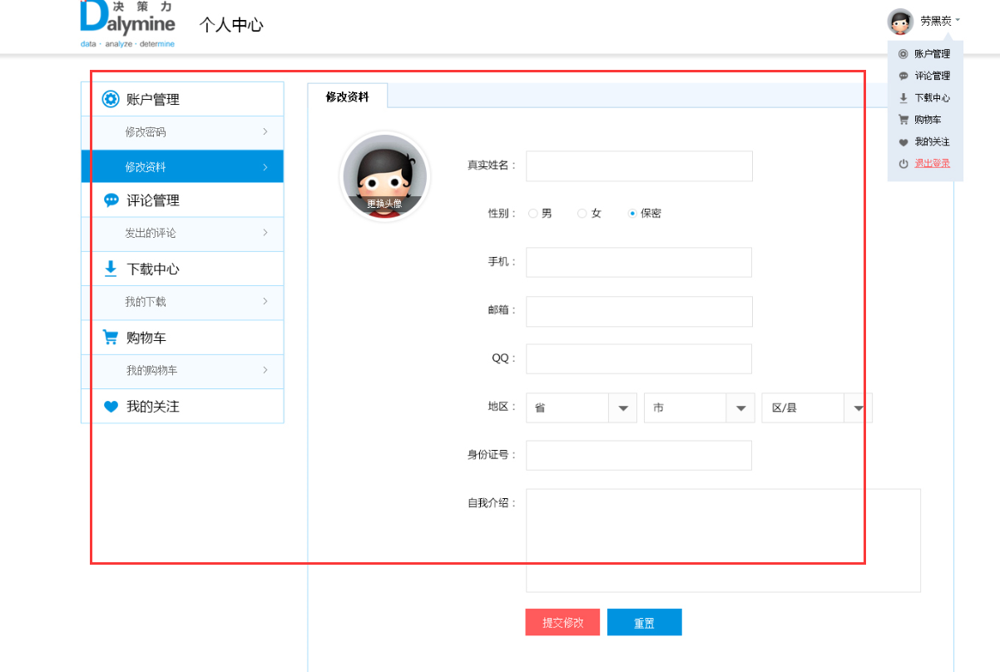 决 策 力
Dalymine
data · analyze · determine
个人中心
劳黑炭
账户管理
评论管理
下载中心
购物车
我的关注
退出登录
账户管理
修改密码
修改资料
评论管理
发出的评论
下载中心
我的下载
购物车
我的购物车
我的关注
修改资料
更换头像
真实姓名：
性别： 男 女 保密
手机：
邮箱：
QQ：
地区： 省 市 区/县
身份证号：
自我介绍：
提交修改 重置